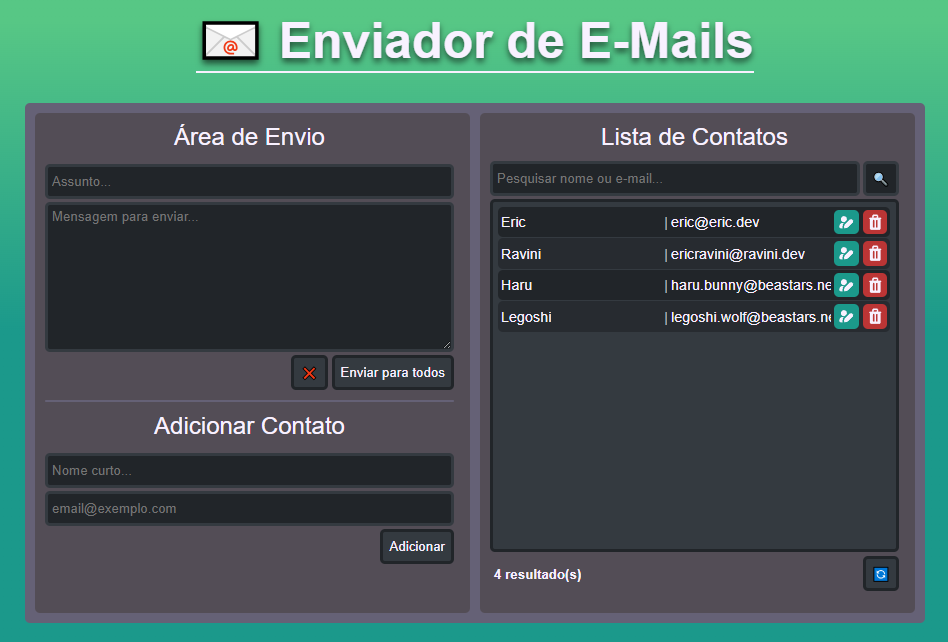 Enviador de E-Mails
Área de Envio
Assunto...
Mensagem para enviar...
Enviar para todos
Adicionar Contato
Nome curto...
email@exemplo.com
Adicionar
Lista de Contatos
Pesquisar nome ou e-mail...
Eric | eric@eric.dev
Ravini | ericravini@ravini.dev
Haru | haru.bunny@beastars.ne
Legoshi | legoshi.wolf@beastars.ne
4 resultado(s)